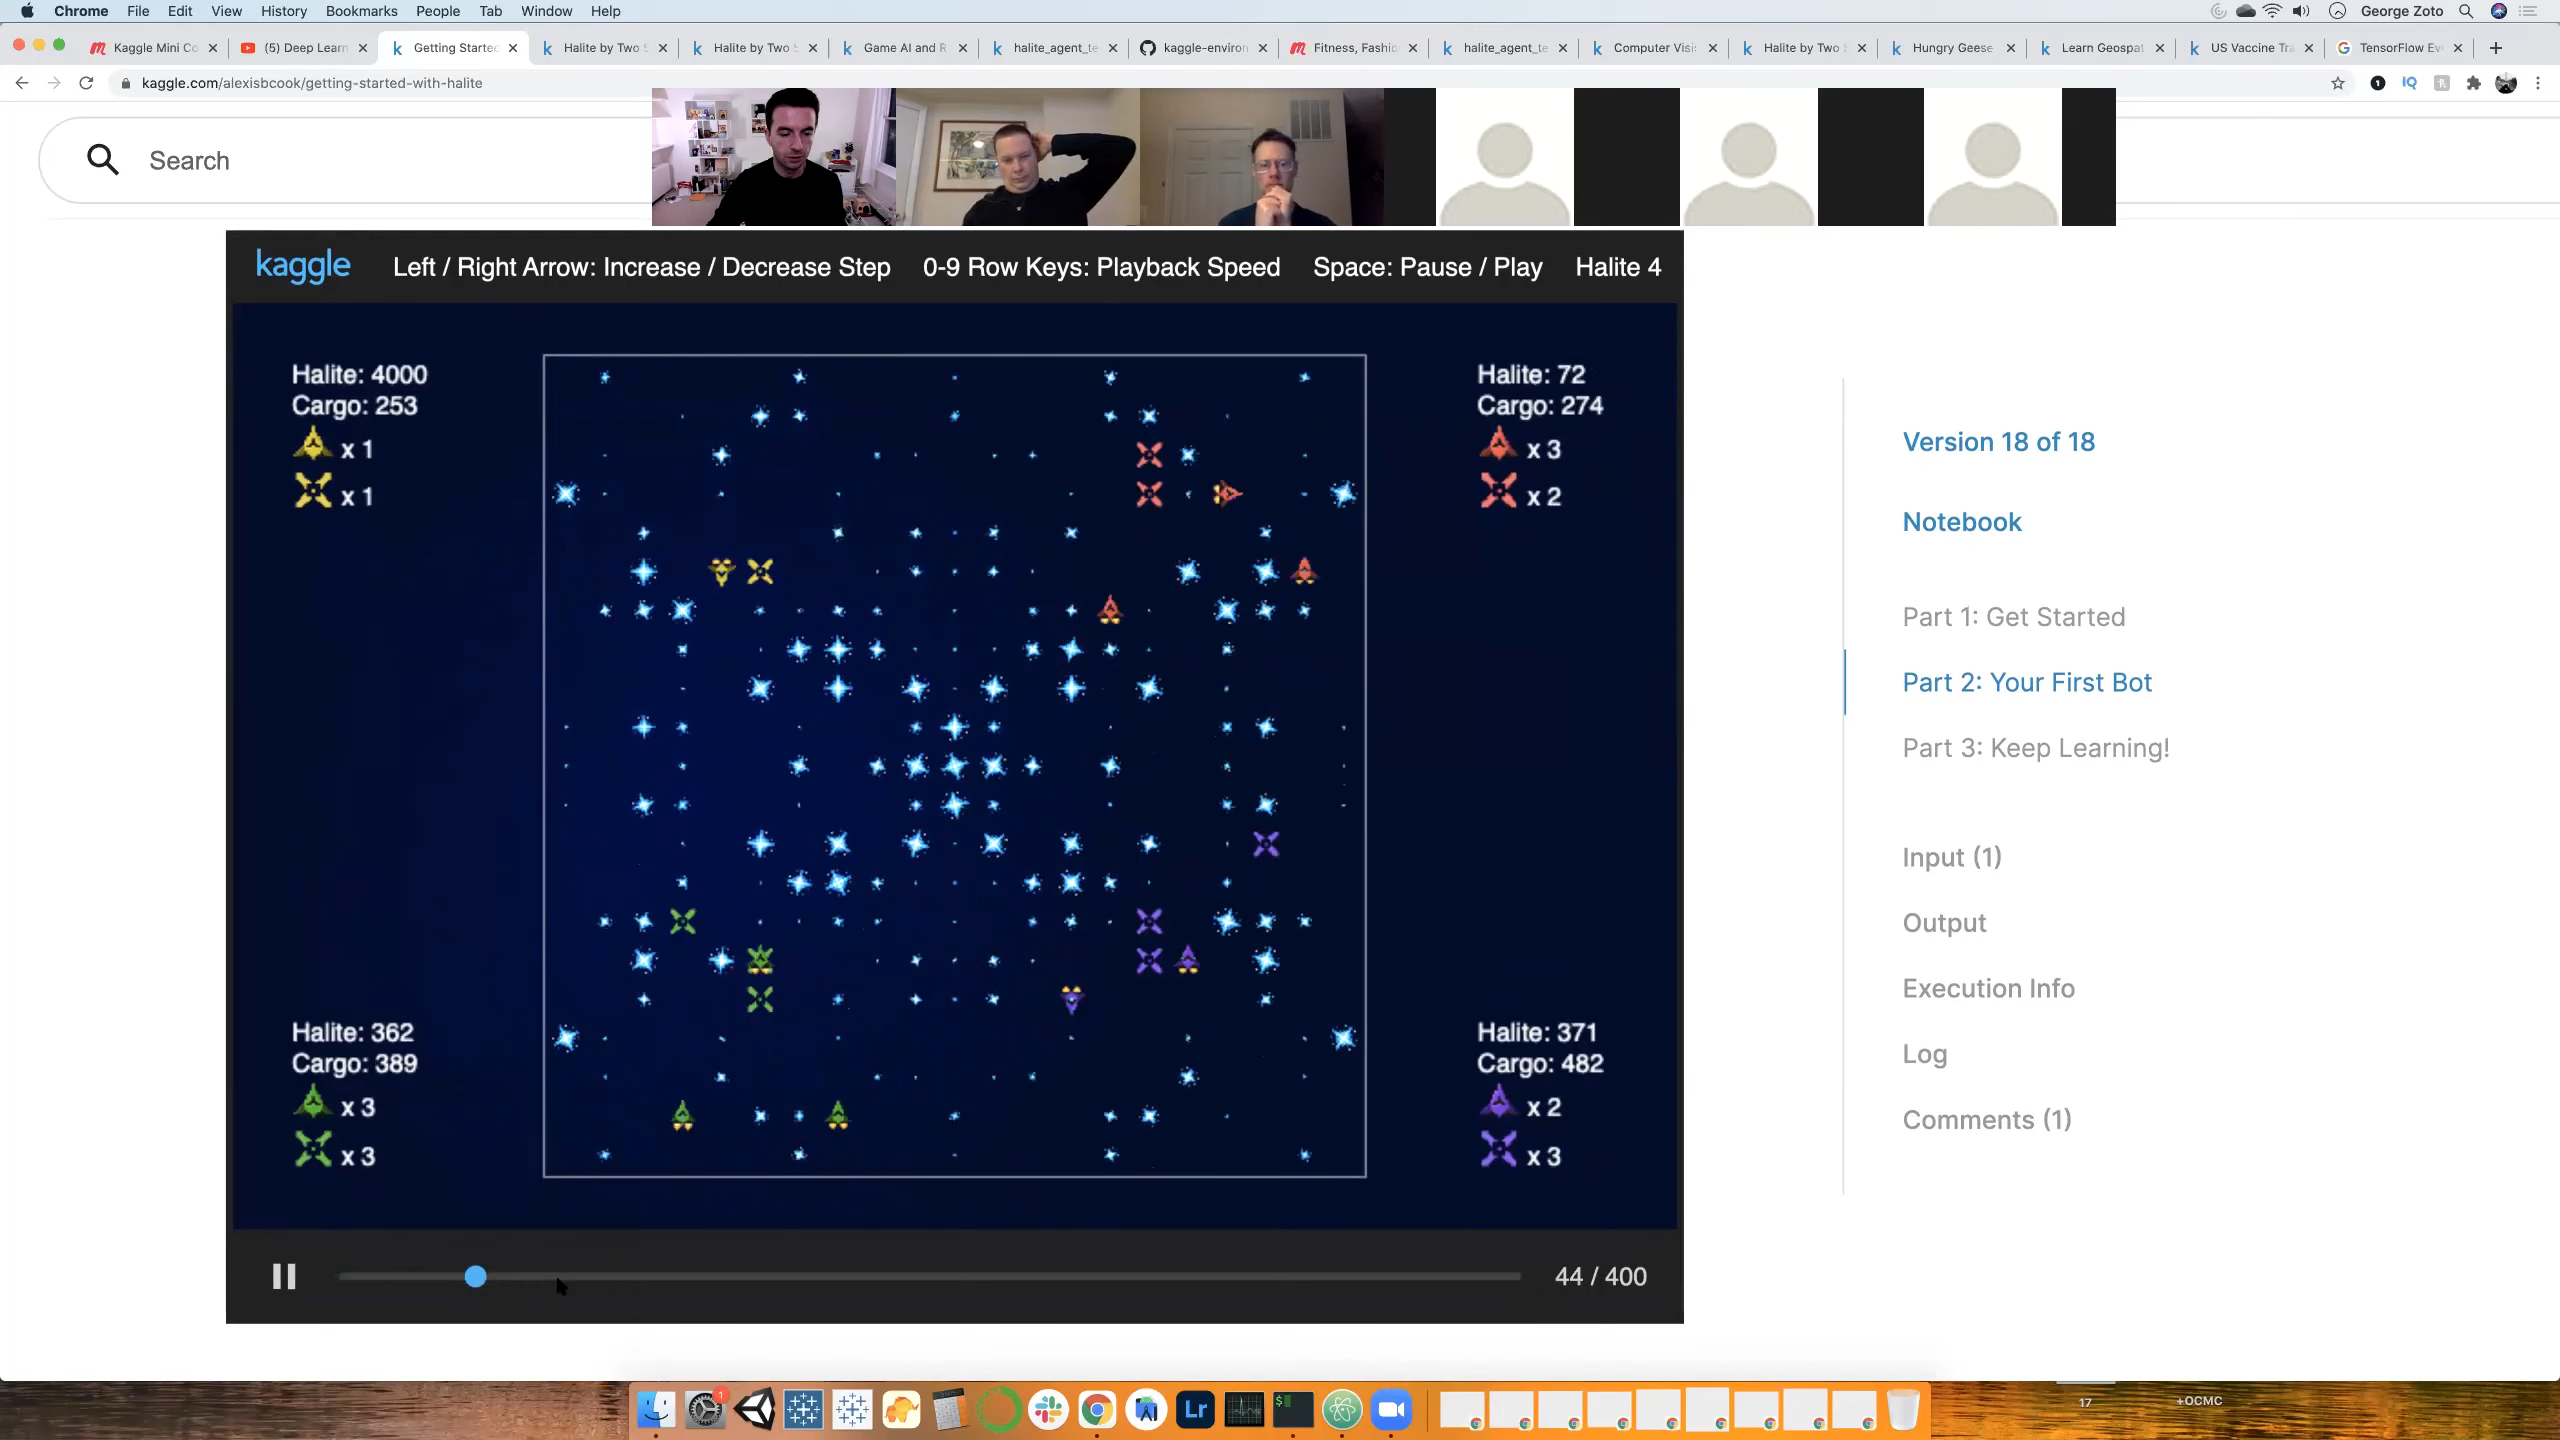 Chrome File Edit View History Bookmarks People Tab Window Help George Zoto
Kaggle Mini Co (5) Deep Learn Getting Started Halite by Two S Halite by Two S Game AI and R halite_agent_te kaggle-environ Fitness, Fashio halite_agent_te Computer Visi Halite by Two S Hungry Geese Learn Geospat US Vaccine Tra TensorFlow Ev
kaggle.com/alexisbcook/getting-started-with-halite
Search
kaggle Left / Right Arrow: Increase / Decrease Step 0-9 Row Keys: Playback Speed Space: Pause / Play Halite 4
Halite: 4000
Cargo: 253
x 1
x 1
Halite: 72
Cargo: 274
x 3
x 2
Halite: 362
Cargo: 389
x 3
x 3
Halite: 371
Cargo: 482
x 2
x 3
44 / 400
Version 18 of 18
Notebook
Part 1: Get Started
Part 2: Your First Bot
Part 3: Keep Learning!
Input (1)
Output
Execution Info
Log
Comments (1)
1
Lr
17
+OCMC